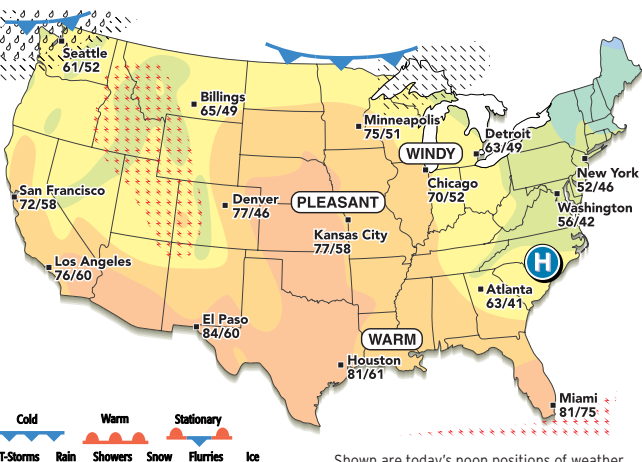 Seattle
61/52
Billings
65/49
Minneapolis
75/51
Detroit
63/49
WINDY
New York
52/46
Chicago
70/52
San Francisco
72/58
Denver
77/46
PLEASANT
Washington
56/42
Kansas City
77/58
Los Angeles
76/60
H
Atlanta
63/41
El Paso
84/60
WARM
Houston
81/61
Miami
81/75
Cold Warm Stationary
T-Storms Rain Showers Snow Flurries Ice
Shown are today's noon positions of weather